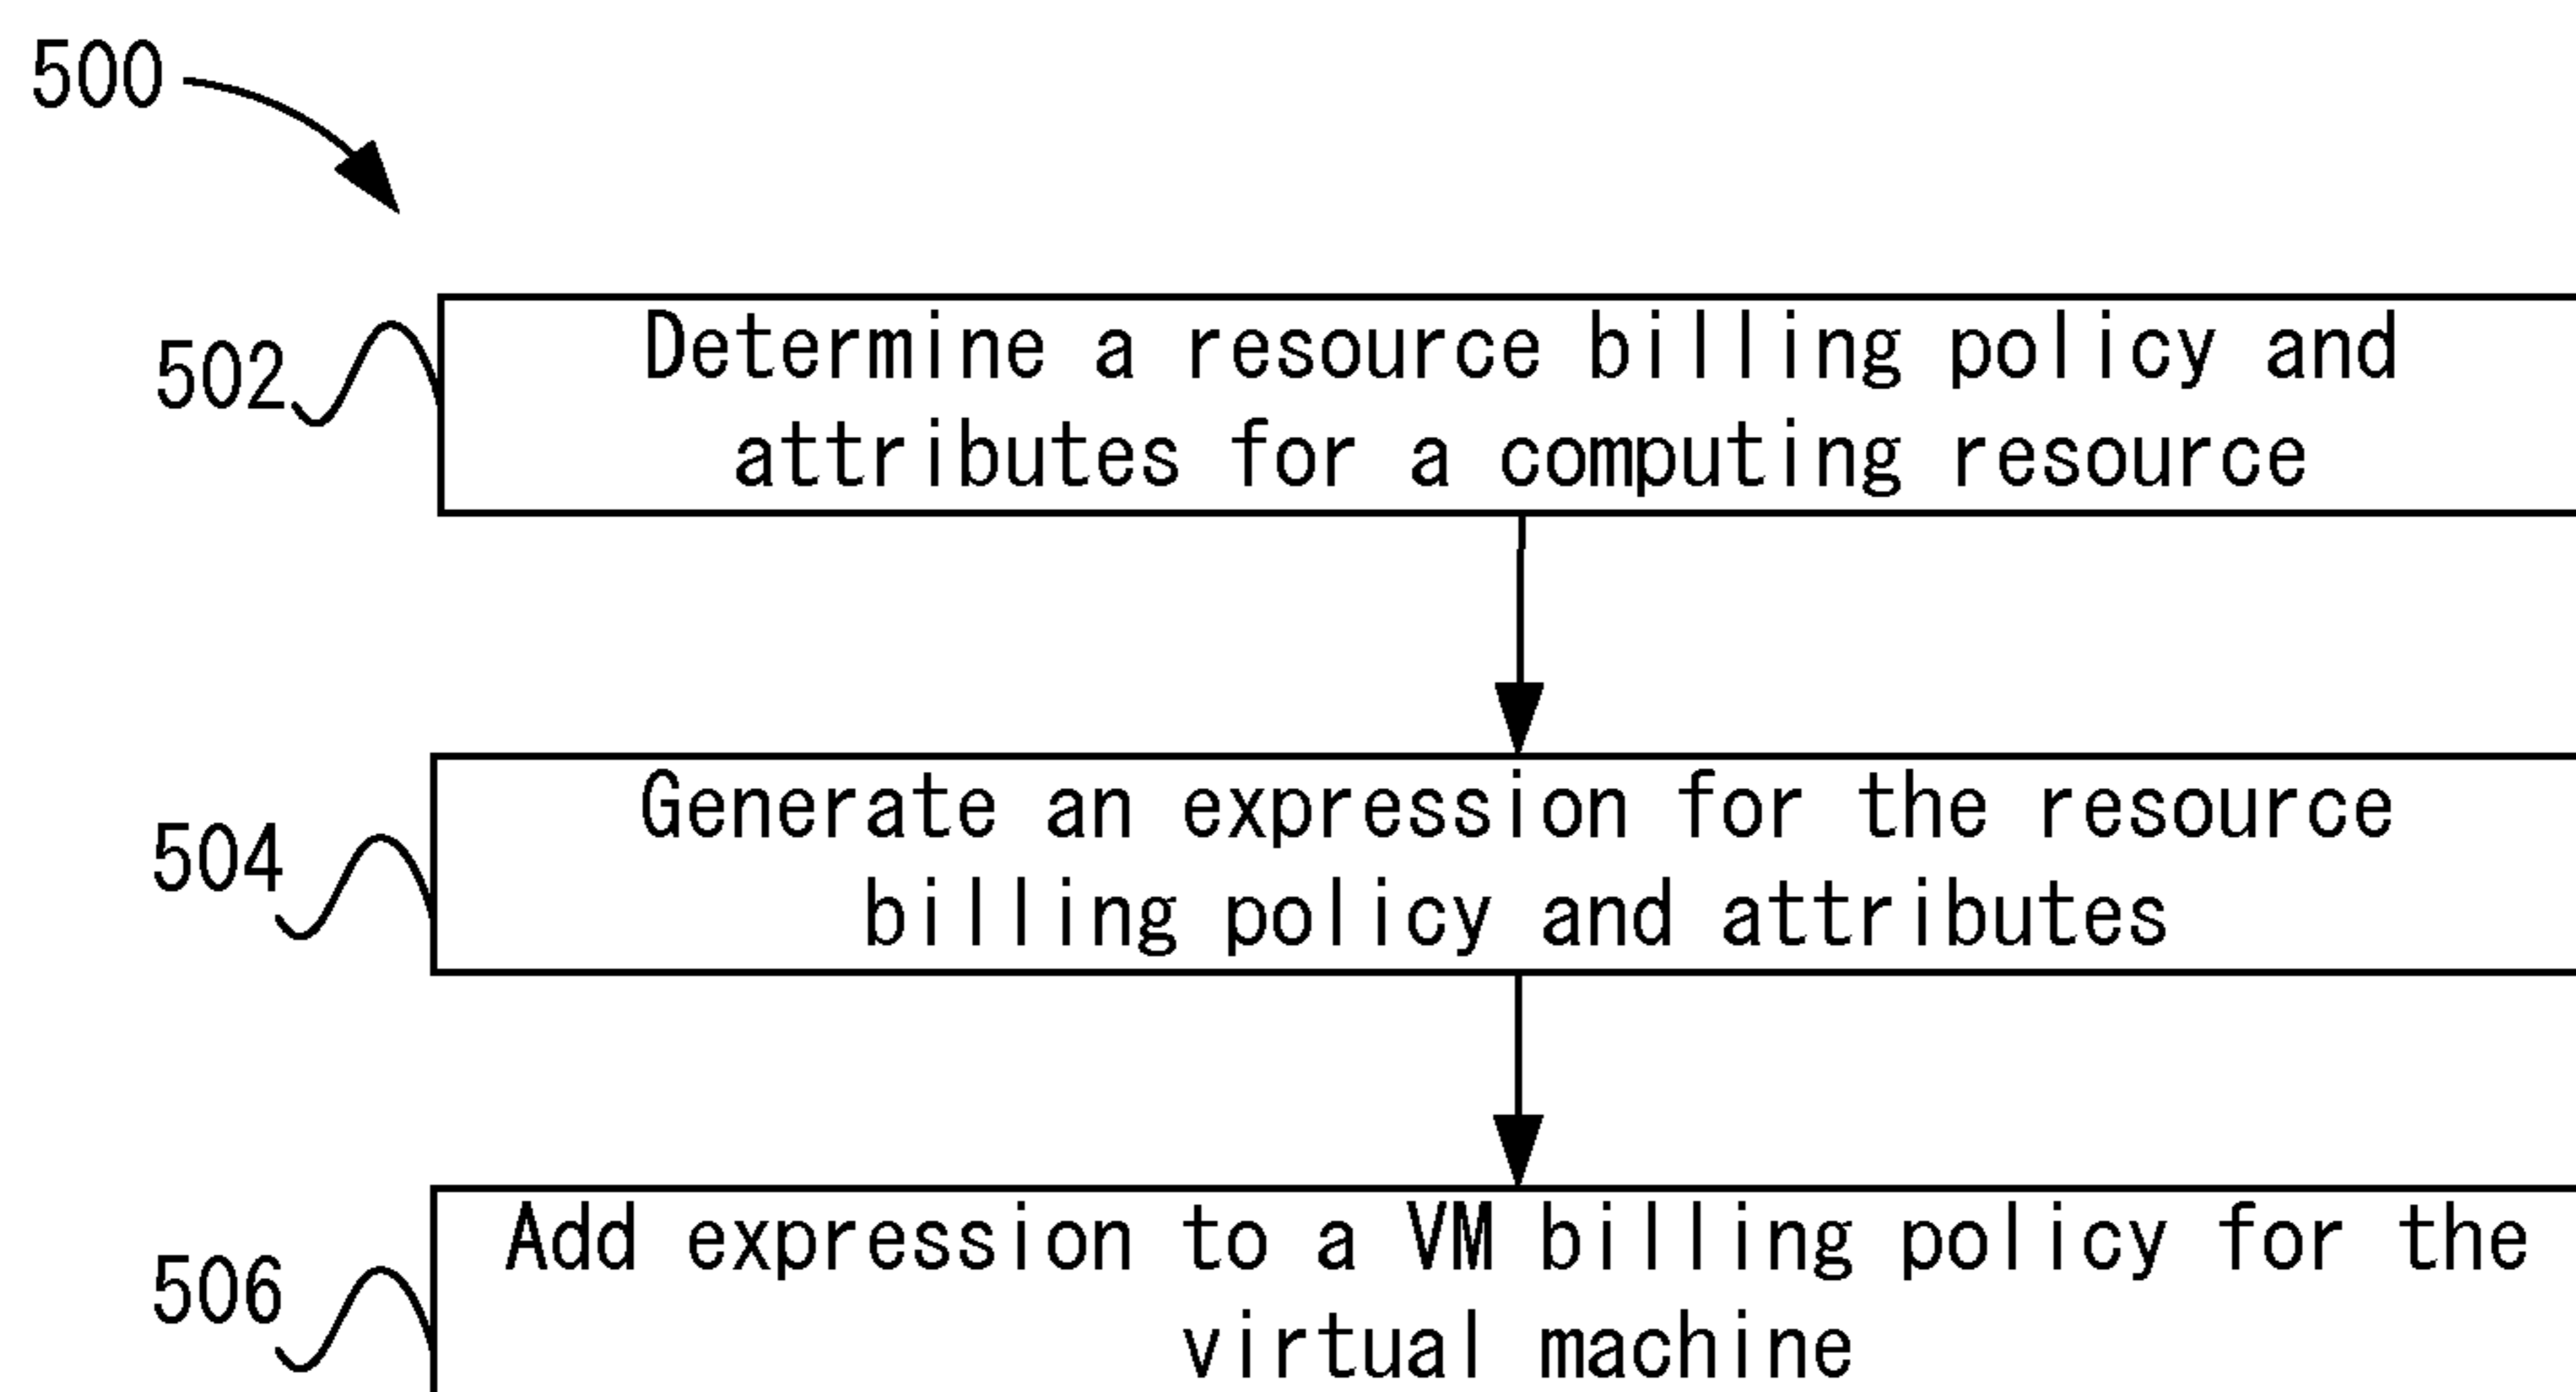 500
502
Determine a resource billing policy and
attributes for a computing resource
504
Generate an expression for the resource
billing policy and attributes
506
Add expression to a VM billing policy for the
virtual machine